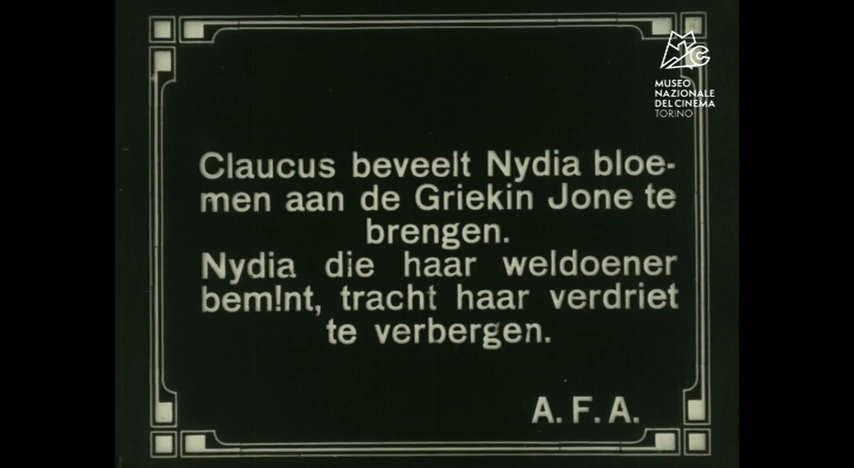 Claucus beveelt Nydia bloe-
men aan de Griekin Jone te
brengen.
Nydia die haar weldoener
bem!nt, tracht haar verdriet
te verbergen.
A. F. A.
MUSEO
NAZIONALE
DEL CINEMA
TORINO